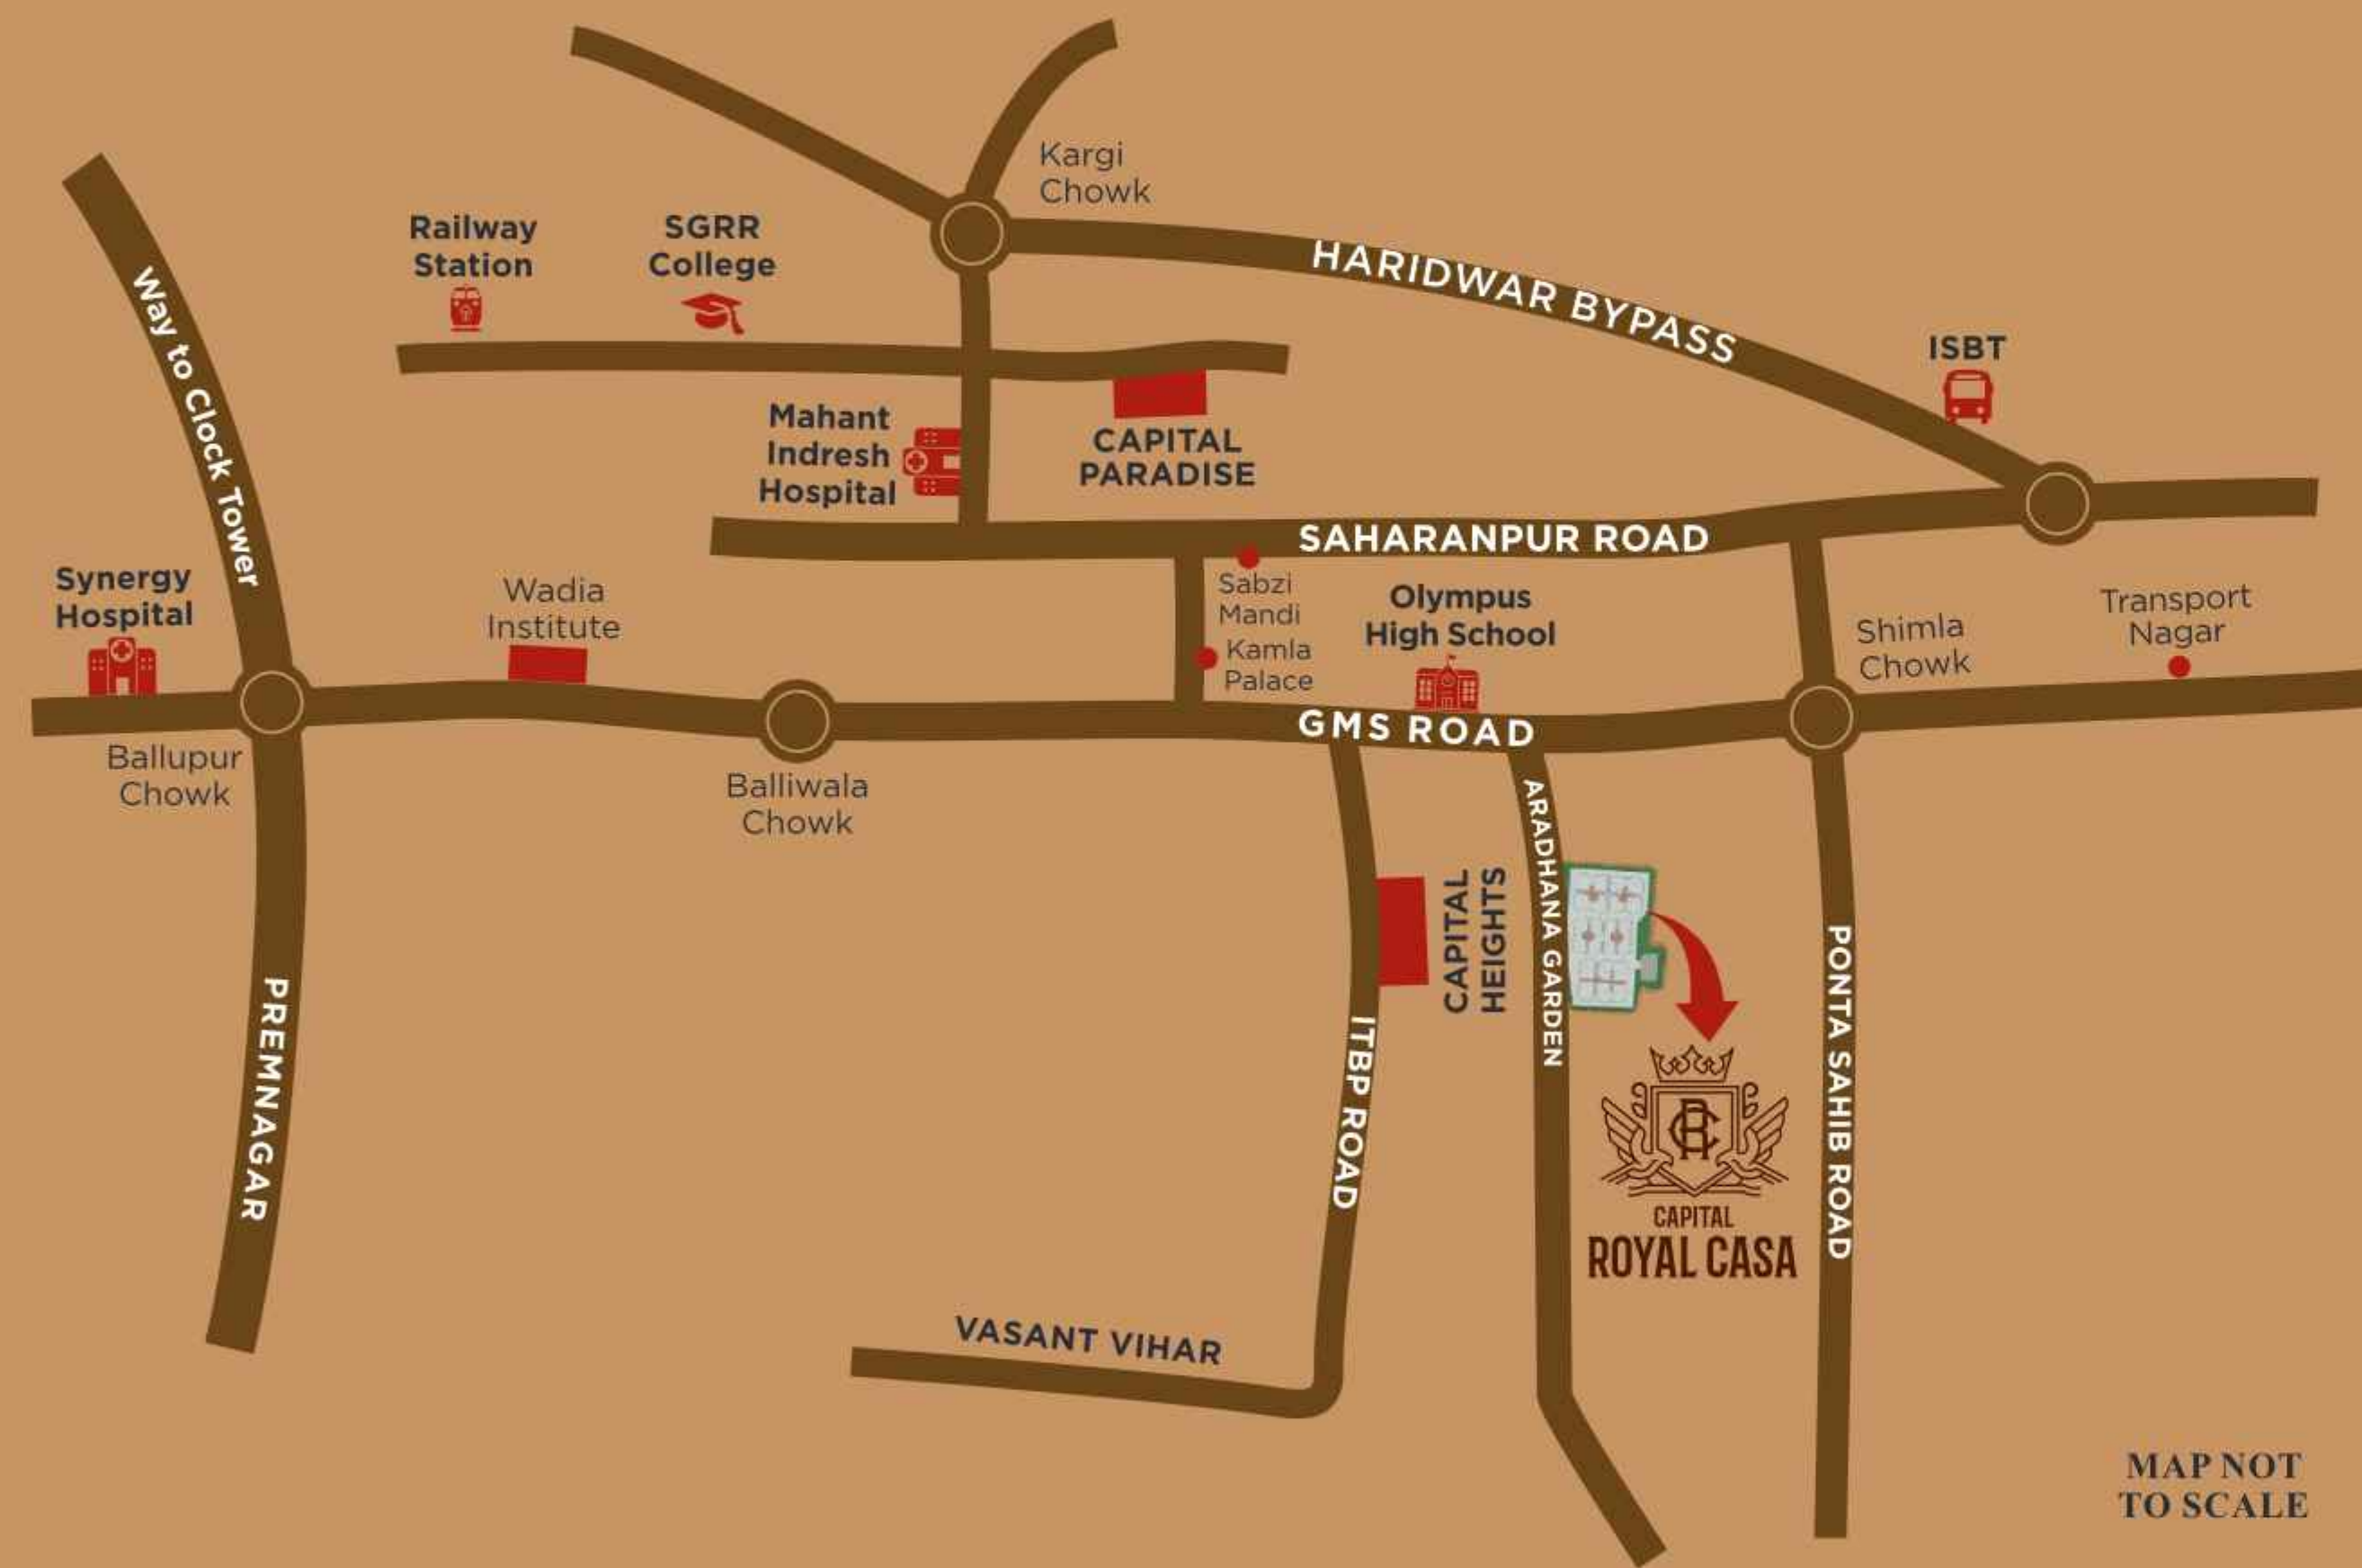 Kargi
Chowk
Railway
Station
SGRR
College
HARIDWAR BYPASS
ISBT
Way to Clock Tower
Mahant
Indresh
Hospital
CAPITAL
PARADISE
SAHARANPUR ROAD
Synergy
Hospital
Wadia
Institute
Sabzi
Mandi
Kamla
Palace
Olympus
High School
Shimla
Chowk
Transport
Nagar
GMS ROAD
Ballupur
Chowk
Balliwala
Chowk
CAPITAL
HEIGHTS
ARADHANA GARDEN
PONTA SAHIB ROAD
PREMNAGAR
ITBP ROAD
CAPITAL
ROYAL CASA
VASANT VIHAR
MAP NOT
TO SCALE